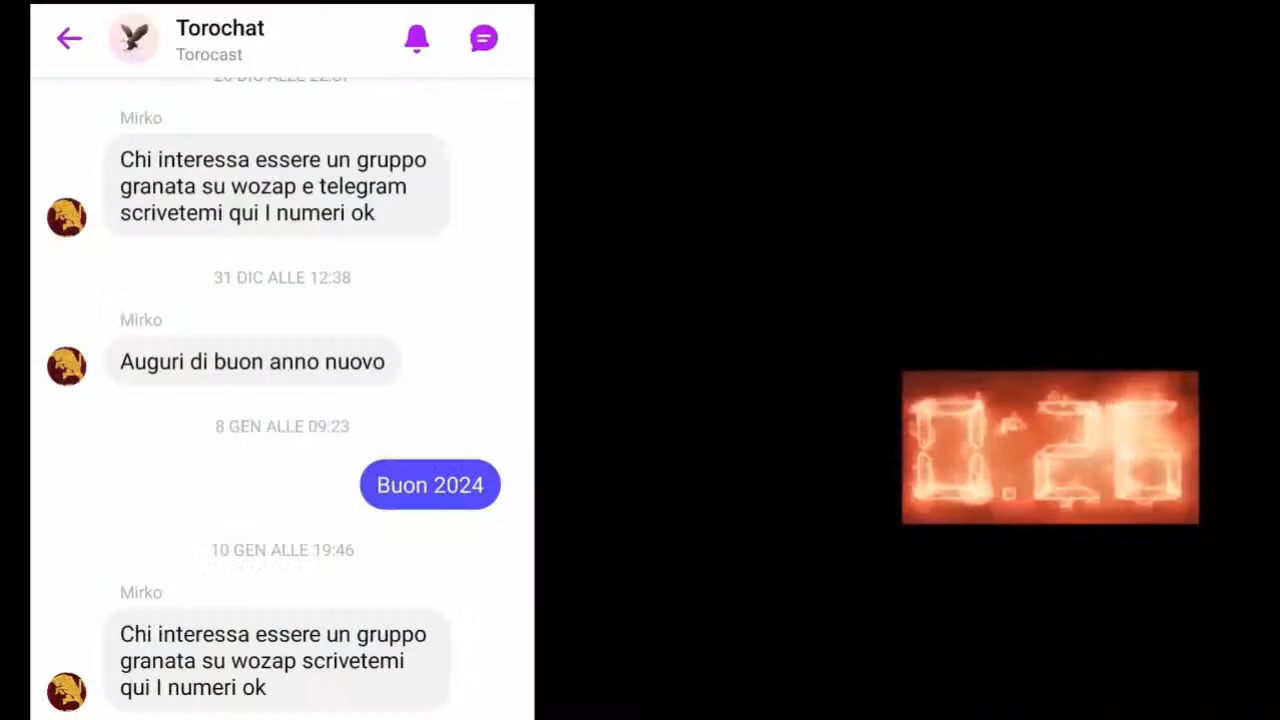 Torochat
Torocast
Mirko
Chi interessa essere un gruppo
granata su wozap e telegram
scrivetemi qui I numeri ok
31 DIC ALLE 12:38
Mirko
Auguri di buon anno nuovo
8 GEN ALLE 09:23
Buon 2024
10 GEN ALLE 19:46
Mirko
Chi interessa essere un gruppo
granata su wozap scrivetemi
qui I numeri ok
0:26